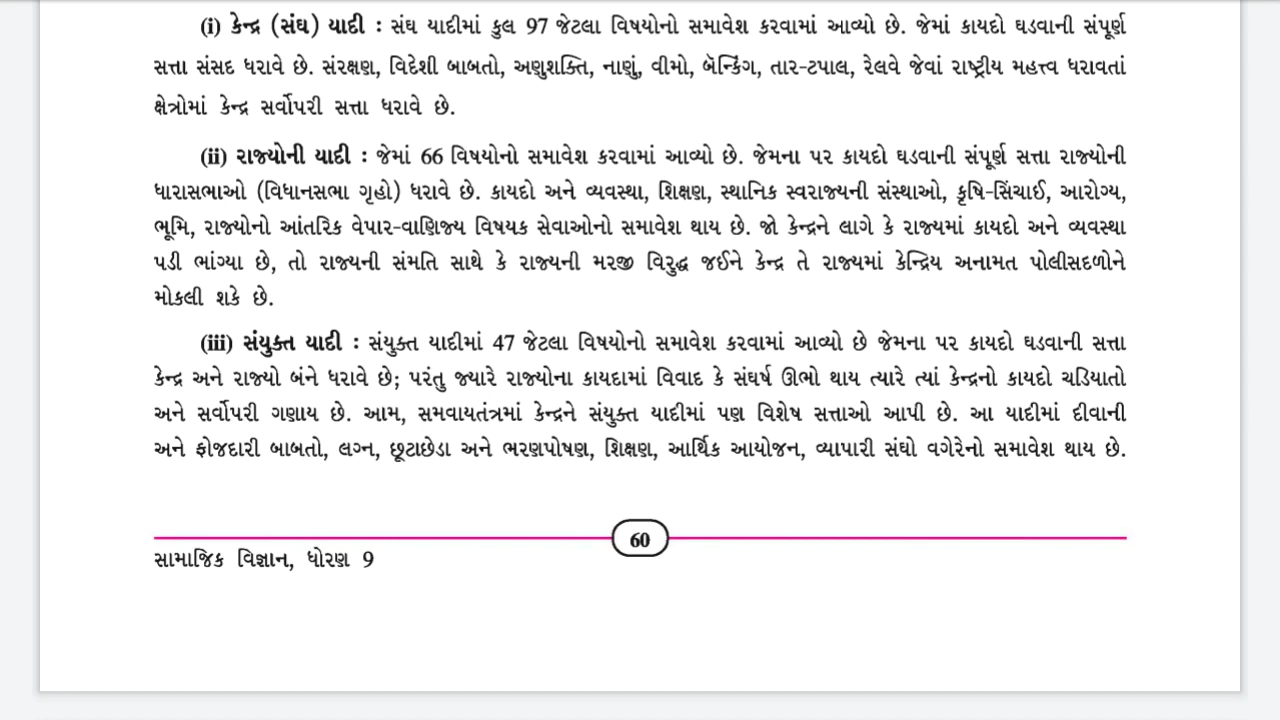 (i) કેન્દ્ર (સંઘ) યાદી : સંઘ યાદીમાં કુલ 97 જેટલા વિષયોનો સમાવેશ કરવામાં આવ્યો છે. જેમાં કાયદો ઘડવાની સંપૂર્ણ
સત્તા સંસદ ધરાવે છે. સંરક્ષણ, વિદેશી બાબતો, અણુશક્તિ, નાણું, વીમો, બૅન્કિંગ, તાર-ટપાલ, રેલવે જેવાં રાષ્ટ્રીય મહત્ત્વ ધરાવતાં
ક્ષેત્રોમાં કેન્દ્ર સર્વોપરી સત્તા ધરાવે છે.
(ii) રાજ્યોની યાદી : જેમાં 66 વિષયોનો સમાવેશ કરવામાં આવ્યો છે. જેમના પર કાયદો ઘડવાની સંપૂર્ણ સત્તા રાજ્યોની
ધારાસભાઓ (વિધાનસભા ગૃહો) ધરાવે છે. કાયદો અને વ્યવસ્થા, શિક્ષણ, સ્થાનિક સ્વરાજ્યની સંસ્થાઓ, કૃષિ-સિંચાઈ, આરોગ્ય,
ભૂમિ, રાજ્યોનો આંતરિક વેપાર-વાણિજ્ય વિષયક સેવાઓનો સમાવેશ થાય છે. જો કેન્દ્રને લાગે કે રાજ્યમાં કાયદો અને વ્યવસ્થા
પડી ભાંગ્યા છે, તો રાજ્યની સંમતિ સાથે કે રાજ્યની મરજી વિરુદ્ધ જઈને કેન્દ્ર તે રાજ્યમાં કેન્દ્રિય અનામત પોલીસદળોને
મોકલી શકે છે.
(iii) સંયુક્ત યાદી : સંયુક્ત યાદીમાં 47 જેટલા વિષયોનો સમાવેશ કરવામાં આવ્યો છે જેમના પર કાયદો ઘડવાની સત્તા
કેન્દ્ર અને રાજ્યો બંને ધરાવે છે; પરંતુ જ્યારે રાજ્યોના કાયદામાં વિવાદ કે સંઘર્ષ ઊભો થાય ત્યારે ત્યાં કેન્દ્રનો કાયદો ચડિયાતો
અને સર્વોપરી ગણાય છે. આમ, સમવાયતંત્રમાં કેન્દ્રને સંયુક્ત યાદીમાં પણ વિશેષ સત્તાઓ આપી છે. આ યાદીમાં દીવાની
અને ફોજદારી બાબતો, લગ્ન, છૂટાછેડા અને ભરણપોષણ, શિક્ષણ, આર્થિક આયોજન, વ્યાપારી સંઘો વગેરેનો સમાવેશ થાય છે.
60
સામાજિક વિજ્ઞાન, ધોરણ 9